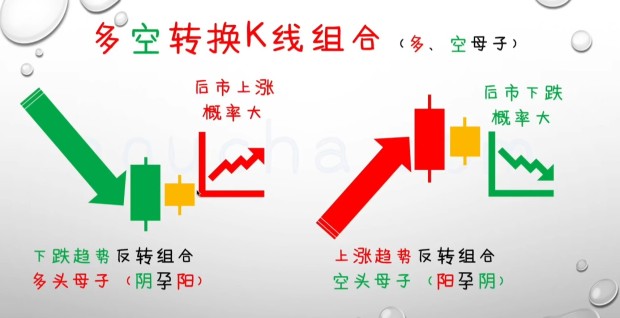 多空转换K线组合（多、空母子）
后市上涨
概率大
后市下跌
概率大
下跌趋势反转组合
多头母子（阴孕阳）
上涨趋势反转组合
空头母子（阳孕阴）